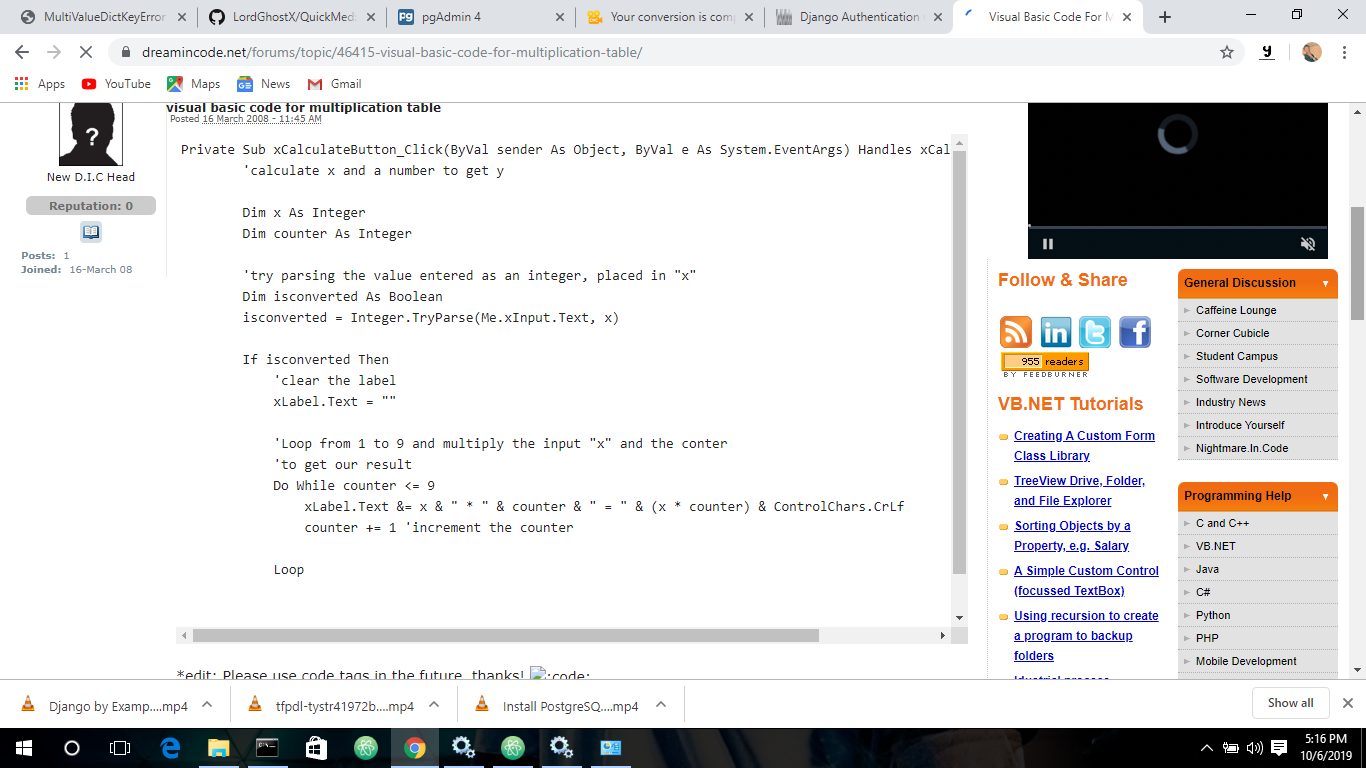 MultiValueDictKeyError
LordGhostX/QuickMed:
pgAdmin 4
Your conversion is comp
Django Authentication
Visual Basic Code For M
dreamincode.net/forums/topic/46415-visual-basic-code-for-multiplication-table/
Apps
YouTube
Maps
News
Gmail
?
New D.I.C Head
Reputation: 0
Posts: 1
Joined: 16-March 08
visual basic code for multiplication table
Posted 16 March 2008 - 11:45 AM
Private Sub xCalculateButton_Click(ByVal sender As Object, ByVal e As System.EventArgs) Handles xCal
'calculate x and a number to get y
Dim x As Integer
Dim counter As Integer
'try parsing the value entered as an integer, placed in "x"
Dim isconverted As Boolean
isconverted = Integer.TryParse(Me.xInput.Text, x)
If isconverted Then
'clear the label
xLabel.Text = ""
'Loop from 1 to 9 and multiply the input "x" and the conter
'to get our result
Do While counter <= 9
xLabel.Text &= x & " * " & counter & " = " & (x * counter) & ControlChars.CrLf
counter += 1 'increment the counter
Loop
*edit: Please use code tags in the future, thanks! :code:
Follow & Share
955 readers
BY FEEDBURNER
VB.NET Tutorials
Creating A Custom Form
Class Library
TreeView Drive, Folder,
and File Explorer
Sorting Objects by a
Property, e.g. Salary
A Simple Custom Control
(focussed TextBox)
Using recursion to create
a program to backup
folders
General Discussion
Caffeine Lounge
Corner Cubicle
Student Campus
Software Development
Industry News
Introduce Yourself
Nightmare.In.Code
Programming Help
C and C++
VB.NET
Java
C#
Python
PHP
Mobile Development
Django by Examp....mp4
tfpdl-tystr41972b....mp4
Install PostgreSQ....mp4
Show all
5:16 PM
10/6/2019